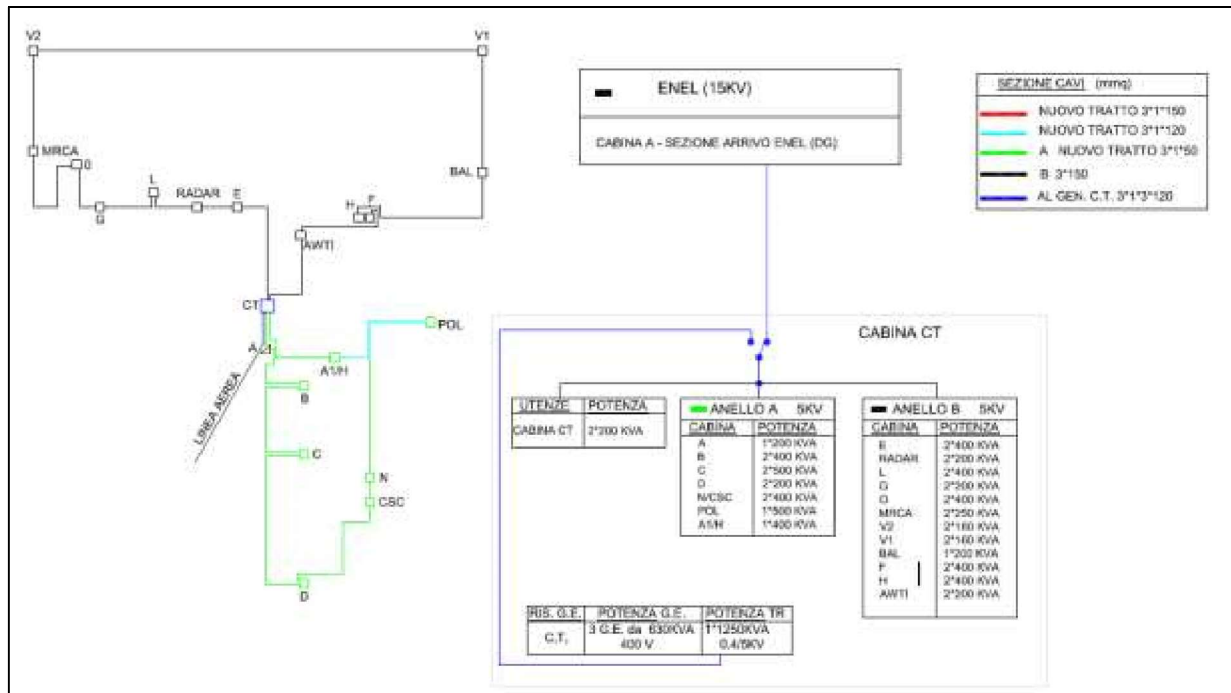 V2
V1
MRCA
0
L
RADAR
E
G
BAL
H
F
AWTI
CT
POL
A
A1/H
LINEA AEREA
B
C
N
CSC
D
ENEL (15KV)
CABINA A - SEZIONE ARRIVO ENEL (DG)
SEZIONE CAVI (mmq)
NUOVO TRATTO 3*1*150
NUOVO TRATTO 3*1*120
A NUOVO TRATTO 3*1*50
B 3*150
AL GEN. C.T. 3*1*3*120
CABINA CT
UTENZE POTENZA
CABINA CT 2*200 KVA
ANELLO A 5KV
CABINA POTENZA
A 1*200 KVA
B 2*400 KVA
C 2*500 KVA
D 2*200 KVA
N/CSC 2*400 KVA
POL 1*500 KVA
A1/H 1*400 KVA
ANELLO B 5KV
CABINA POTENZA
E 2*400 KVA
RADAR 2*200 KVA
L 2*400 KVA
G 2*200 KVA
O 2*400 KVA
MRCA 2*250 KVA
V2 2*160 KVA
V1 2*160 KVA
BAL 1*200 KVA
F 2*400 KVA
H 2*400 KVA
AWTI 2*200 KVA
RIS. G.E. POTENZA G.E. POTENZA TR
C.T. 3 G.E. da 630KVA 1*1250KVA
400 V 0,4/5KV